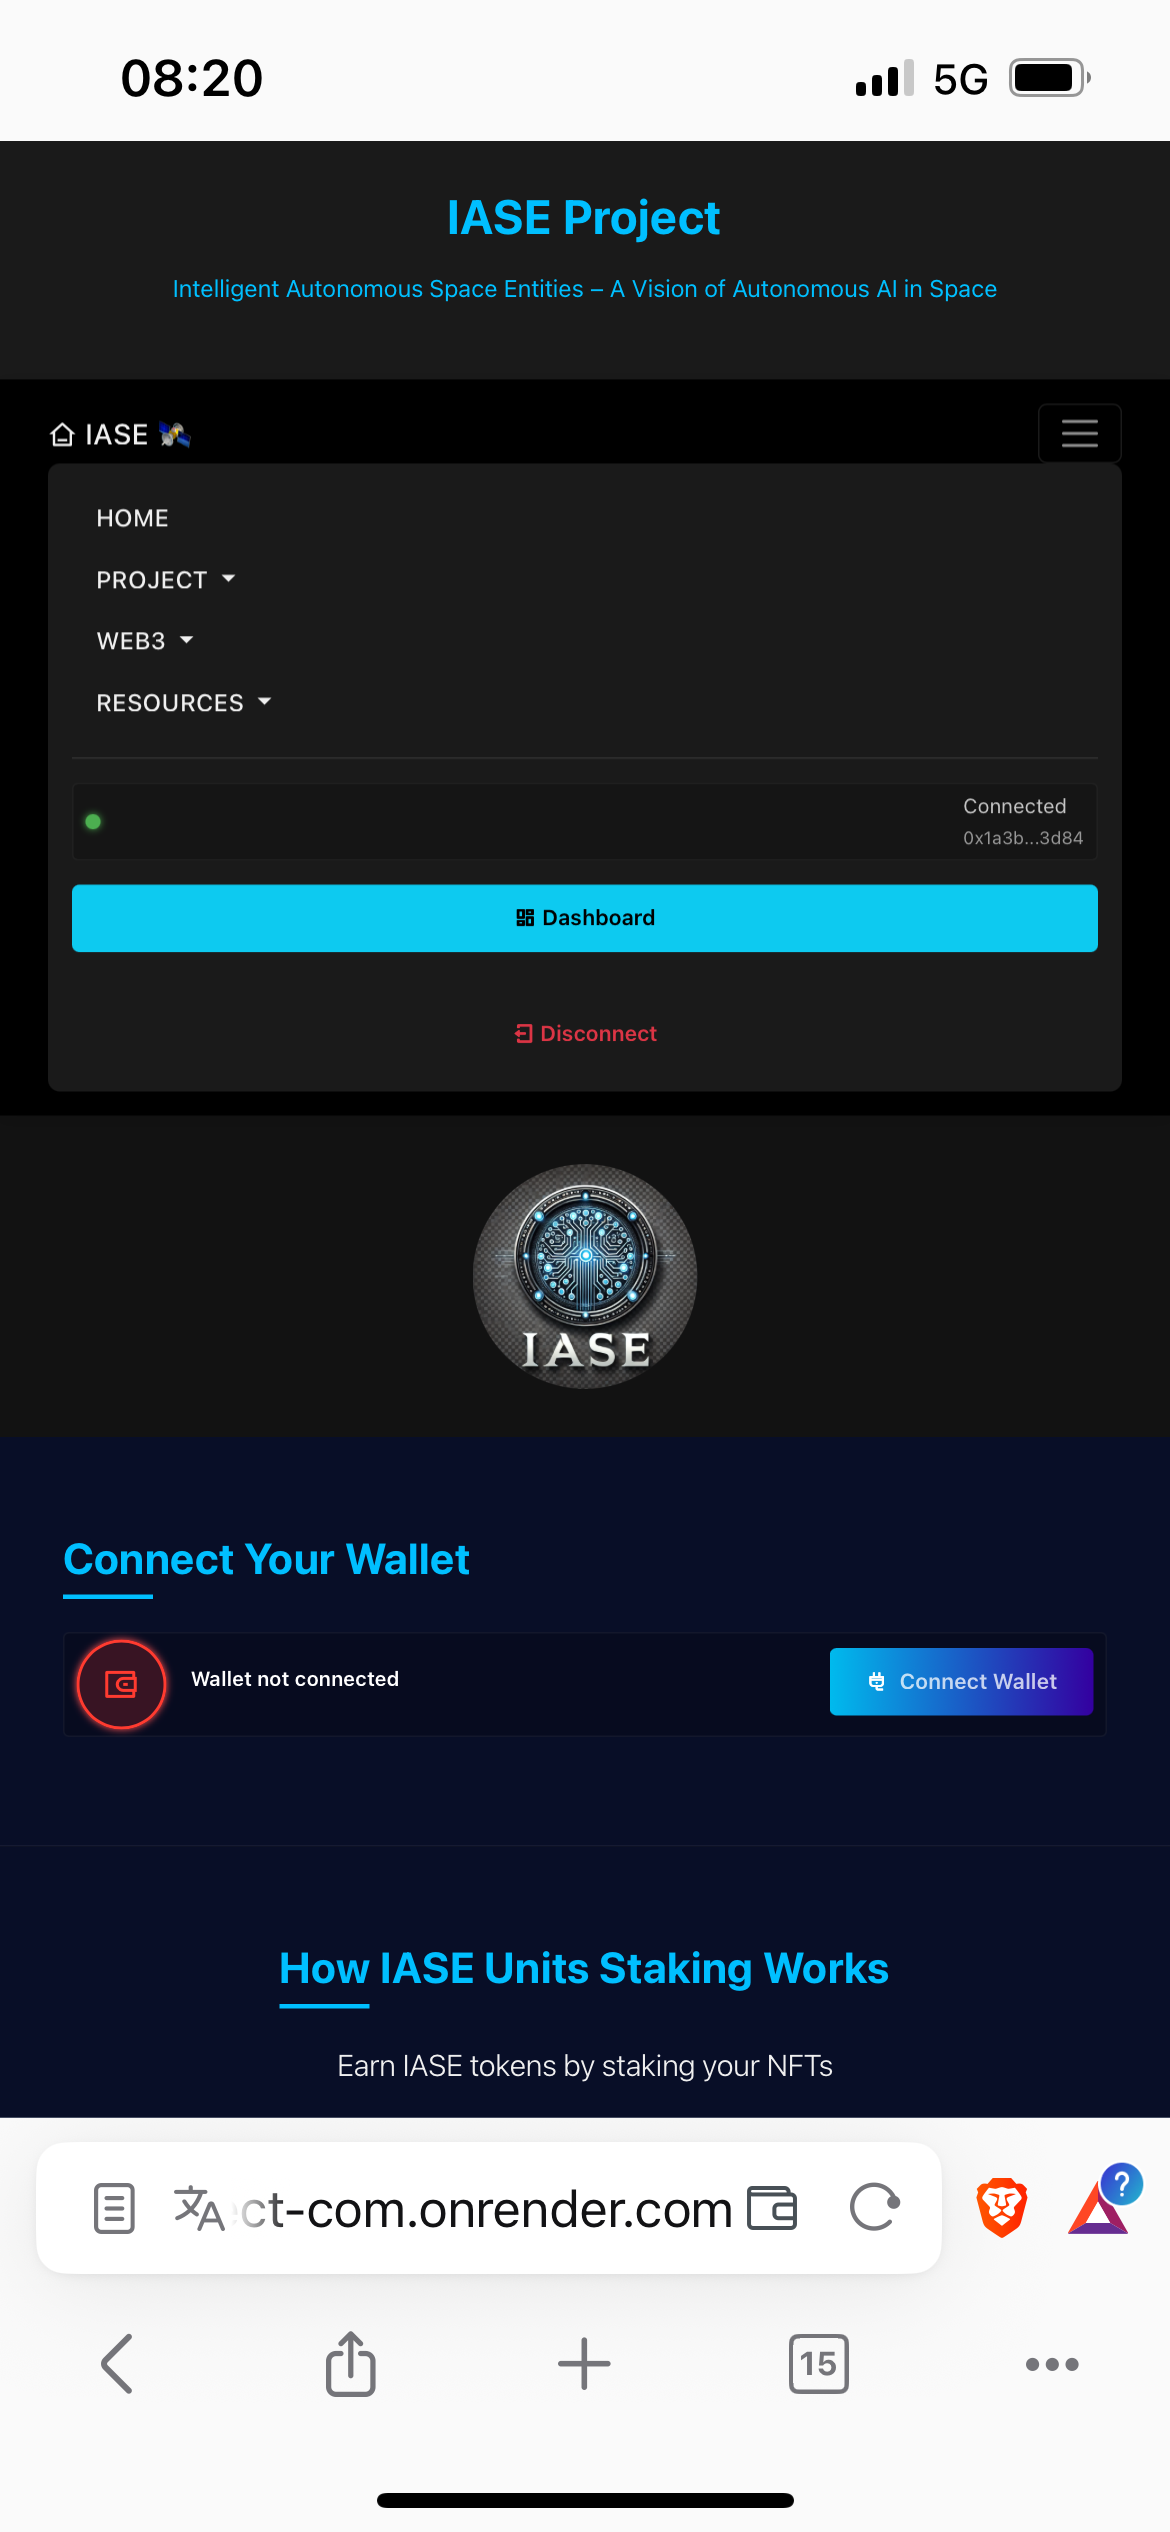 08:20
5G
IASE Project
Intelligent Autonomous Space Entities – A Vision of Autonomous AI in Space
IASE
HOME
PROJECT
WEB3
RESOURCES
Connected
0x1a3b...3d84
Dashboard
Disconnect
IASE
Connect Your Wallet
Wallet not connected
Connect Wallet
How IASE Units Staking Works
Earn IASE tokens by staking your NFTs
ect-com.onrender.com
?
15